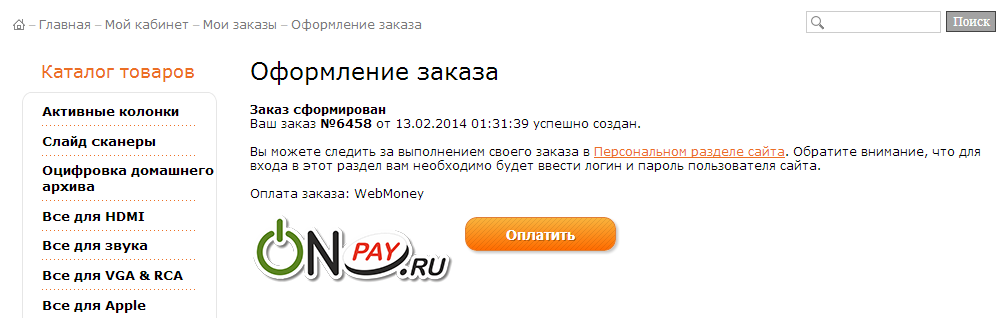 – Главная – Мой кабинет – Мои заказы – Оформление заказа
Поиск
Каталог товаров
Активные колонки
Слайд сканеры
Оцифровка домашнего
архива
Все для HDMI
Все для звука
Все для VGA & RCA
Все для Apple
Оформление заказа
Заказ сформирован
Ваш заказ №6458 от 13.02.2014 01:31:39 успешно создан.
Вы можете следить за выполнением своего заказа в Персональном разделе сайта. Обратите внимание, что для
входа в этот раздел вам необходимо будет ввести логин и пароль пользователя сайта.
Оплата заказа: WebMoney
ONPAY.RU
Оплатить